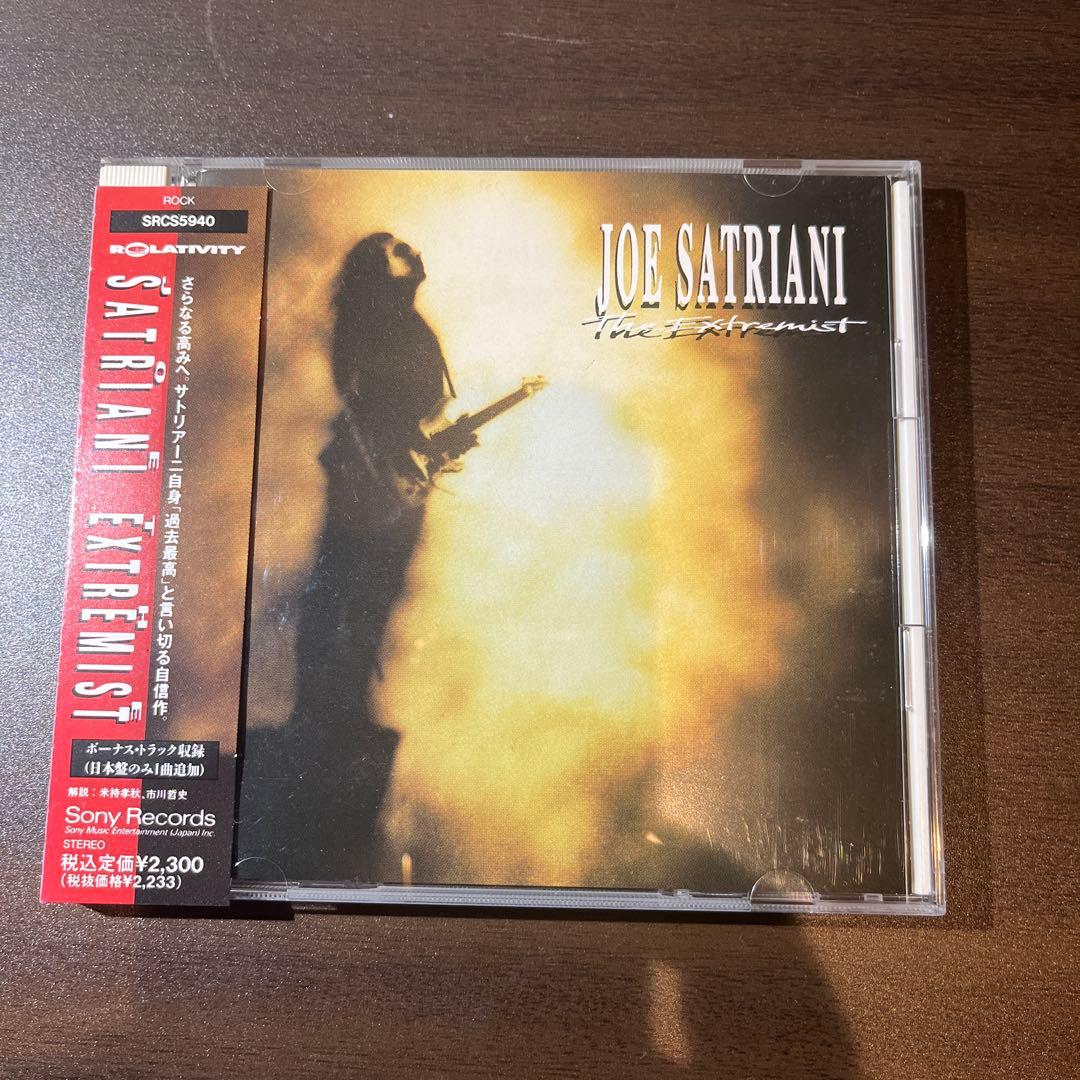 ROCK
SRCS5940
RELATIVITY
JOE SATRIANI
The Extremist
JOE SATRIANI
THE EXTREMIST
さらなる高みへ。サトリアーニ自身「過去最高」と言い切る自信作。
ボーナス・トラック収録
(日本盤のみ1曲追加)
解説：米持孝秋、市川哲史
Sony Records
Sony Music Entertainment (Japan) Inc.
STEREO
税込定価¥2,300
(税抜価格¥2,233)